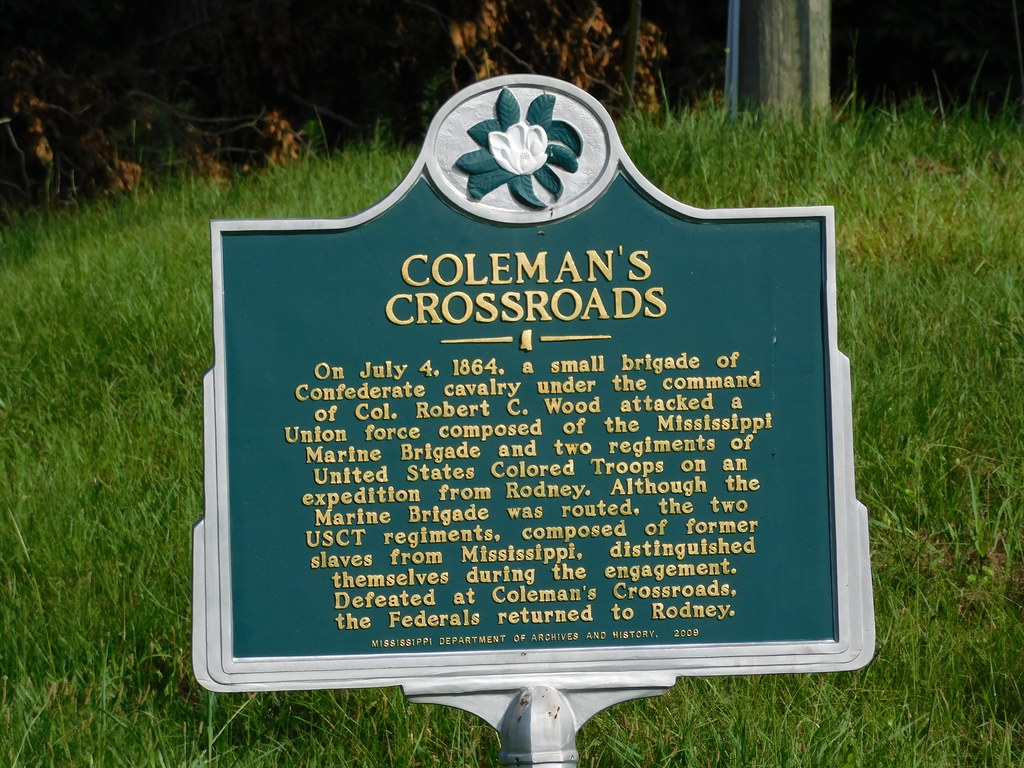 COLEMAN'S
CROSSROADS
On July 4, 1864, a small brigade of
Confederate cavalry under the command
of Col. Robert C. Wood attacked a
Union force composed of the Mississippi
Marine Brigade and two regiments of
United States Colored Troops on an
expedition from Rodney. Although the
Marine Brigade was routed, the two
USCT regiments, composed of former
slaves from Mississippi, distinguished
themselves during the engagement.
Defeated at Coleman's Crossroads,
the Federals returned to Rodney.
MISSISSIPPI DEPARTMENT OF ARCHIVES AND HISTORY, 2009